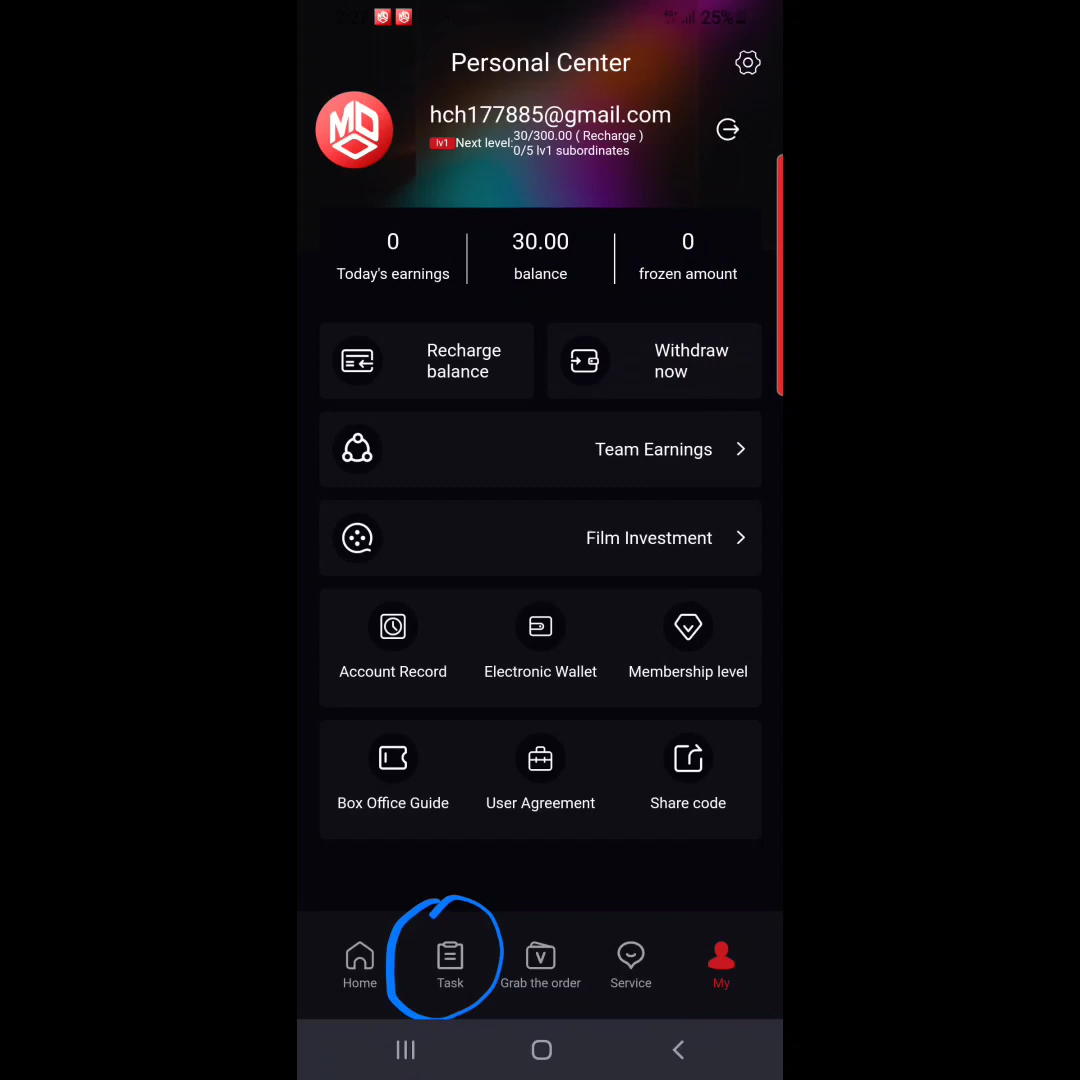 25%
Personal Center
MDO
hch177885@gmail.com
lv1 Next level: 30/300.00 ( Recharge )
0/5 lv1 subordinates
0 30.00 0
Today's earnings balance frozen amount
Recharge balance
Withdraw now
Team Earnings
Film Investment
Account Record Electronic Wallet Membership level
Box Office Guide User Agreement Share code
V
Home Task Grab the order Service My